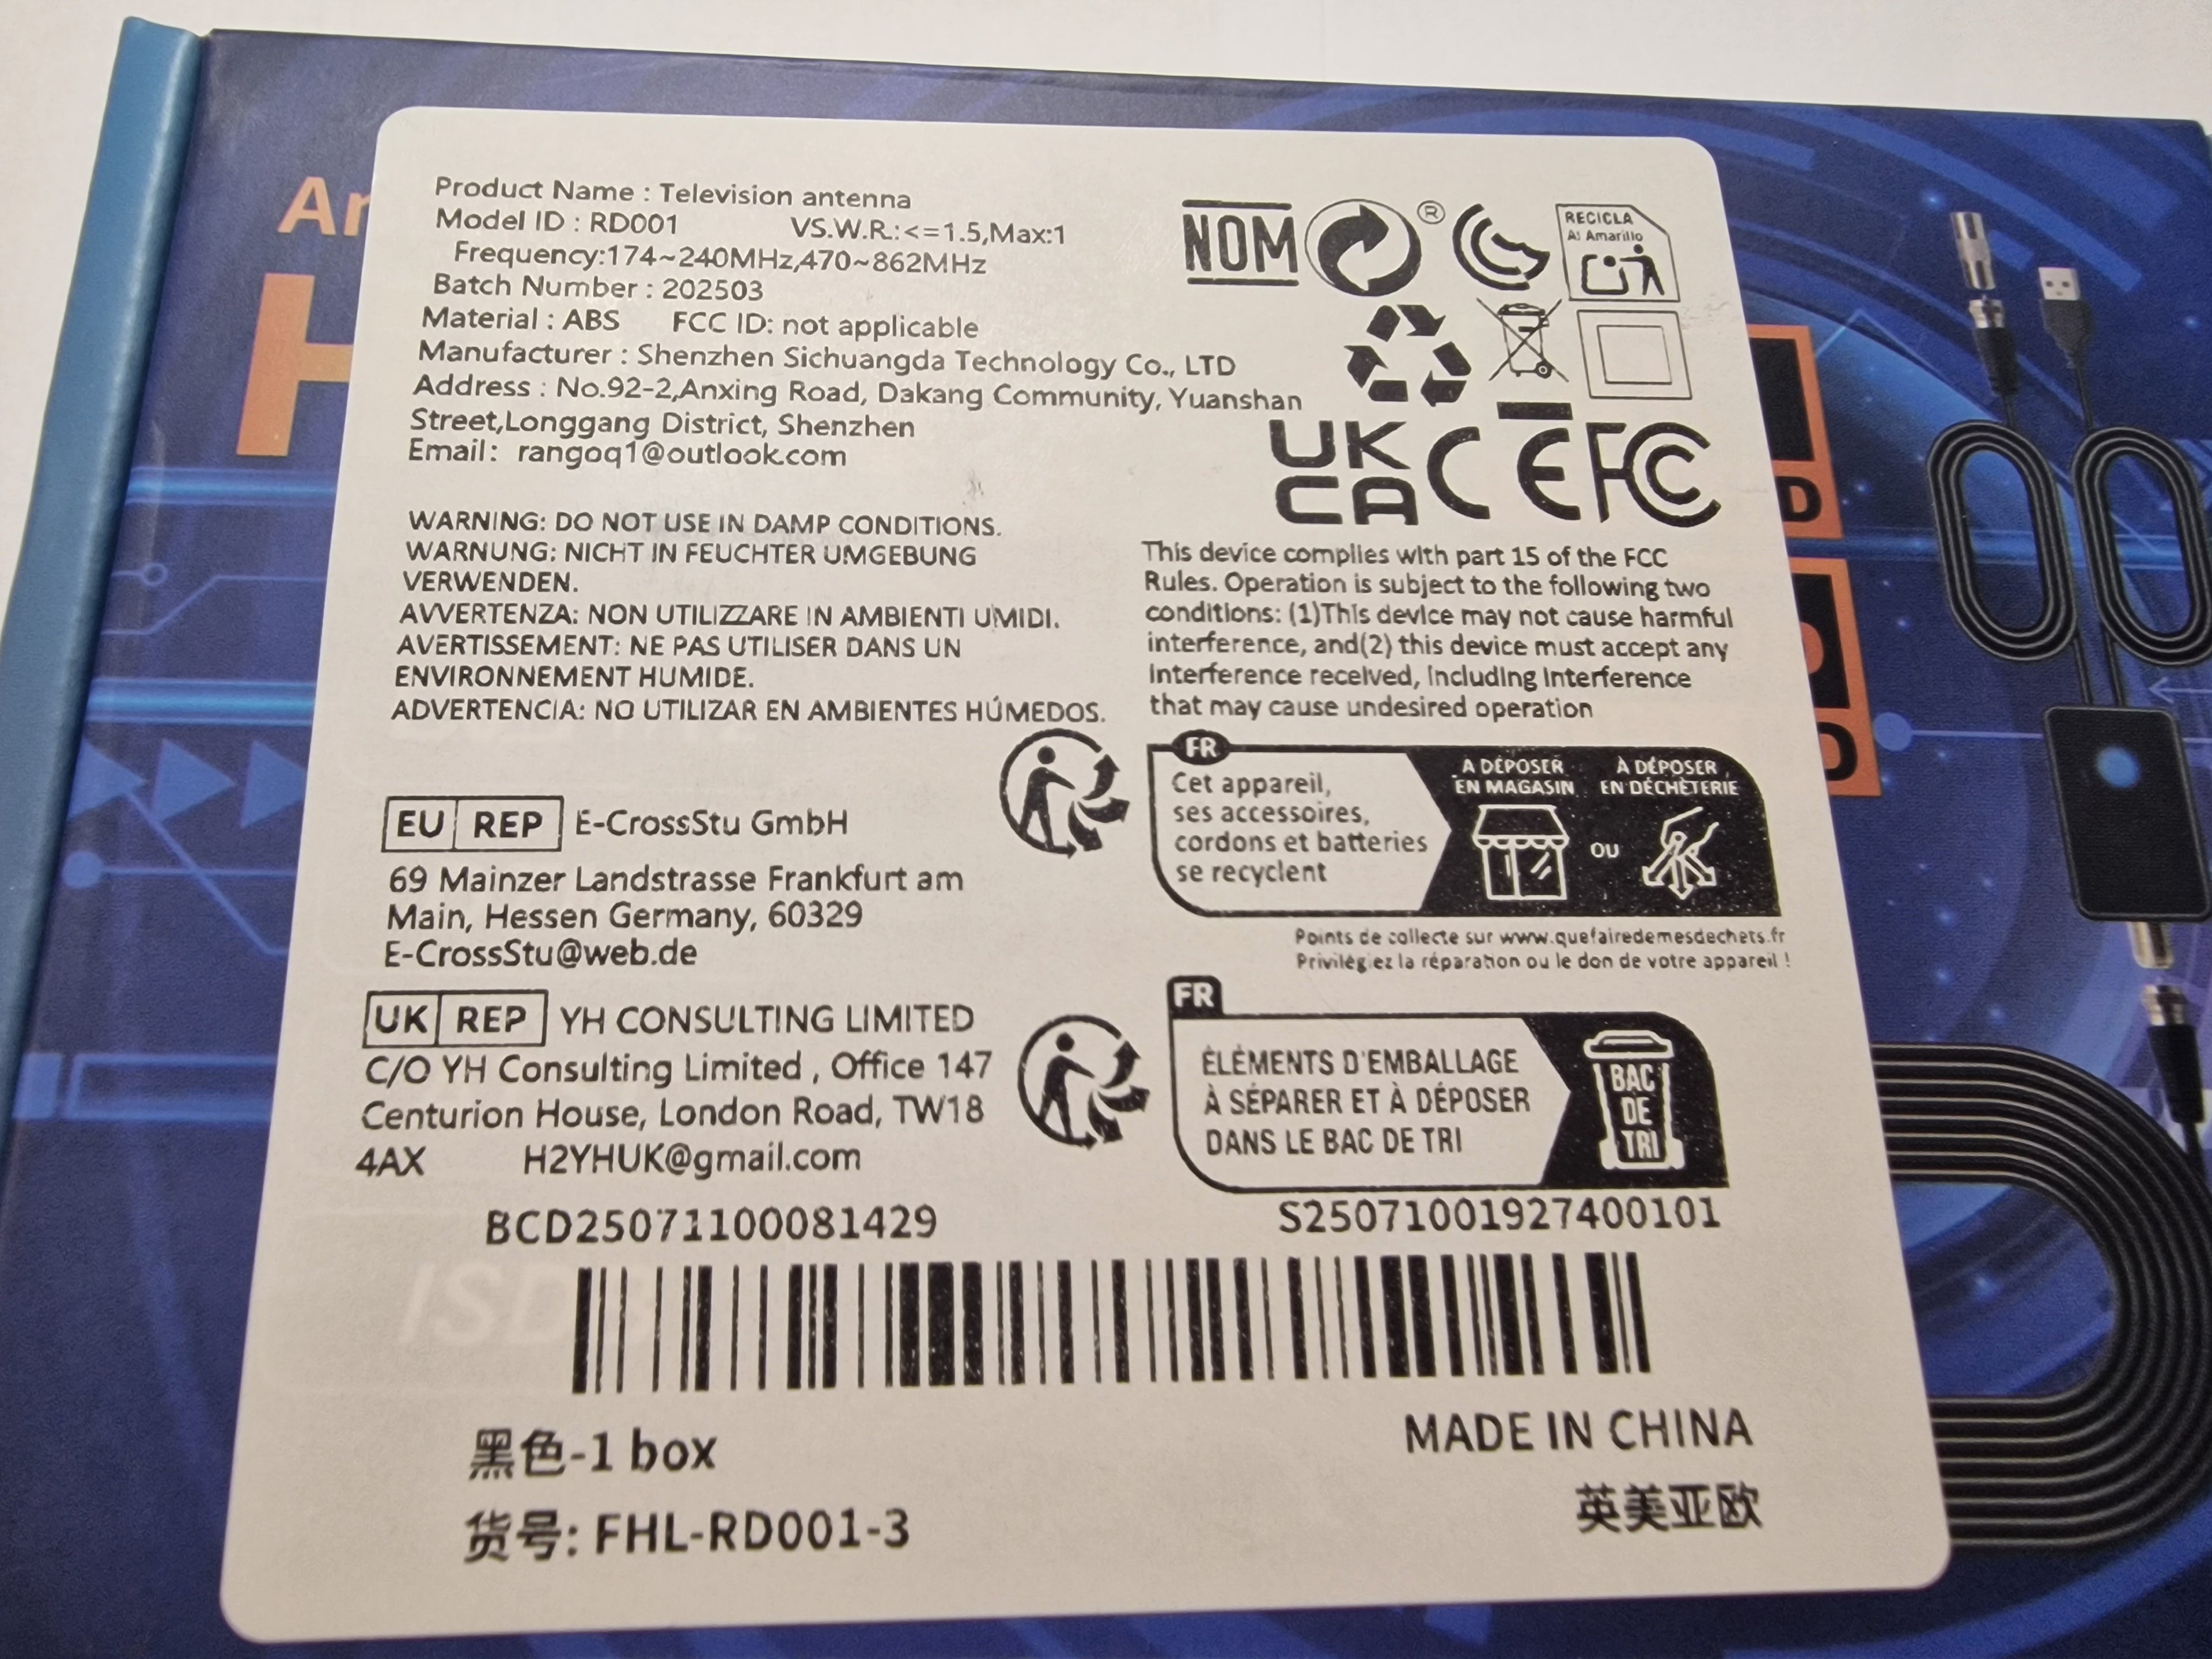 Product Name : Television antenna
Model ID : RD001 VS.W.R.:<=1.5,Max:1
Frequency:174~240MHz,470~862MHz
Batch Number : 202503
Material : ABS FCC ID: not applicable
Manufacturer : Shenzhen Sichuangda Technology Co., LTD
Address : No.92-2,Anxing Road, Dakang Community, Yuanshan
Street,Longgang District, Shenzhen
Email: rangoq1@outlook.com
NOM
®
RECICLA
Al Amarillo
UK
CA
CE
FC
WARNING: DO NOT USE IN DAMP CONDITIONS.
WARNUNG: NICHT IN FEUCHTER UMGEBUNG
VERWENDEN.
AVVERTENZA: NON UTILIZZARE IN AMBIENTI UMIDI.
AVERTISSEMENT: NE PAS UTILISER DANS UN
ENVIRONNEMENT HUMIDE.
ADVERTENCIA: NO UTILIZAR EN AMBIENTES HÚMEDOS.
This device complies with part 15 of the FCC
Rules. Operation is subject to the following two
conditions: (1)This device may not cause harmful
interference, and(2) this device must accept any
interference received, including interference
that may cause undesired operation
EU REP E-CrossStu GmbH
69 Mainzer Landstrasse Frankfurt am
Main, Hessen Germany, 60329
E-CrossStu@web.de
FR
Cet appareil,
ses accessoires,
cordons et batteries
se recyclent
À DÉPOSER
EN MAGASIN
OU
À DÉPOSER
EN DÉCHÈTERIE
Points de collecte sur www.quefairedemesdechets.fr
Privilégiez la réparation ou le don de votre appareil !
UK REP YH CONSULTING LIMITED
C/O YH Consulting Limited , Office 147
Centurion House, London Road, TW18
4AX H2YHUK@gmail.com
FR
ÉLÉMENTS D'EMBALLAGE
À SÉPARER ET À DÉPOSER
DANS LE BAC DE TRI
BAC
DE
TRI
BCD25071100081429
S25071001927400101
黑色-1 box
MADE IN CHINA
货号: FHL-RD001-3
英美亚欧